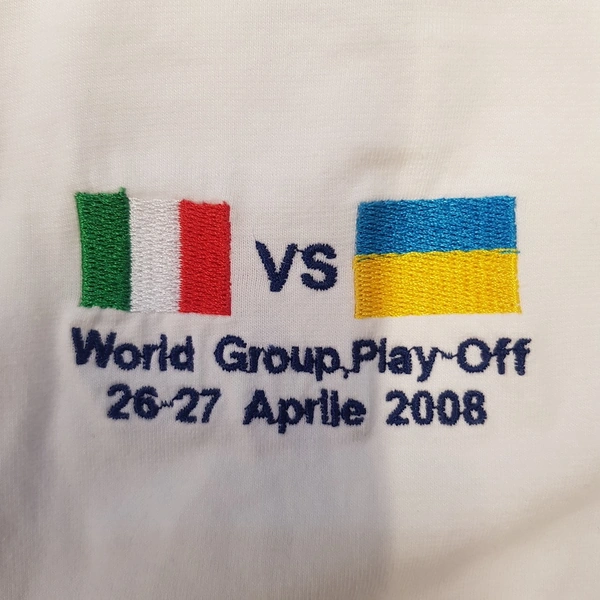 VS
World Group Play-Off
26-27 Aprile 2008